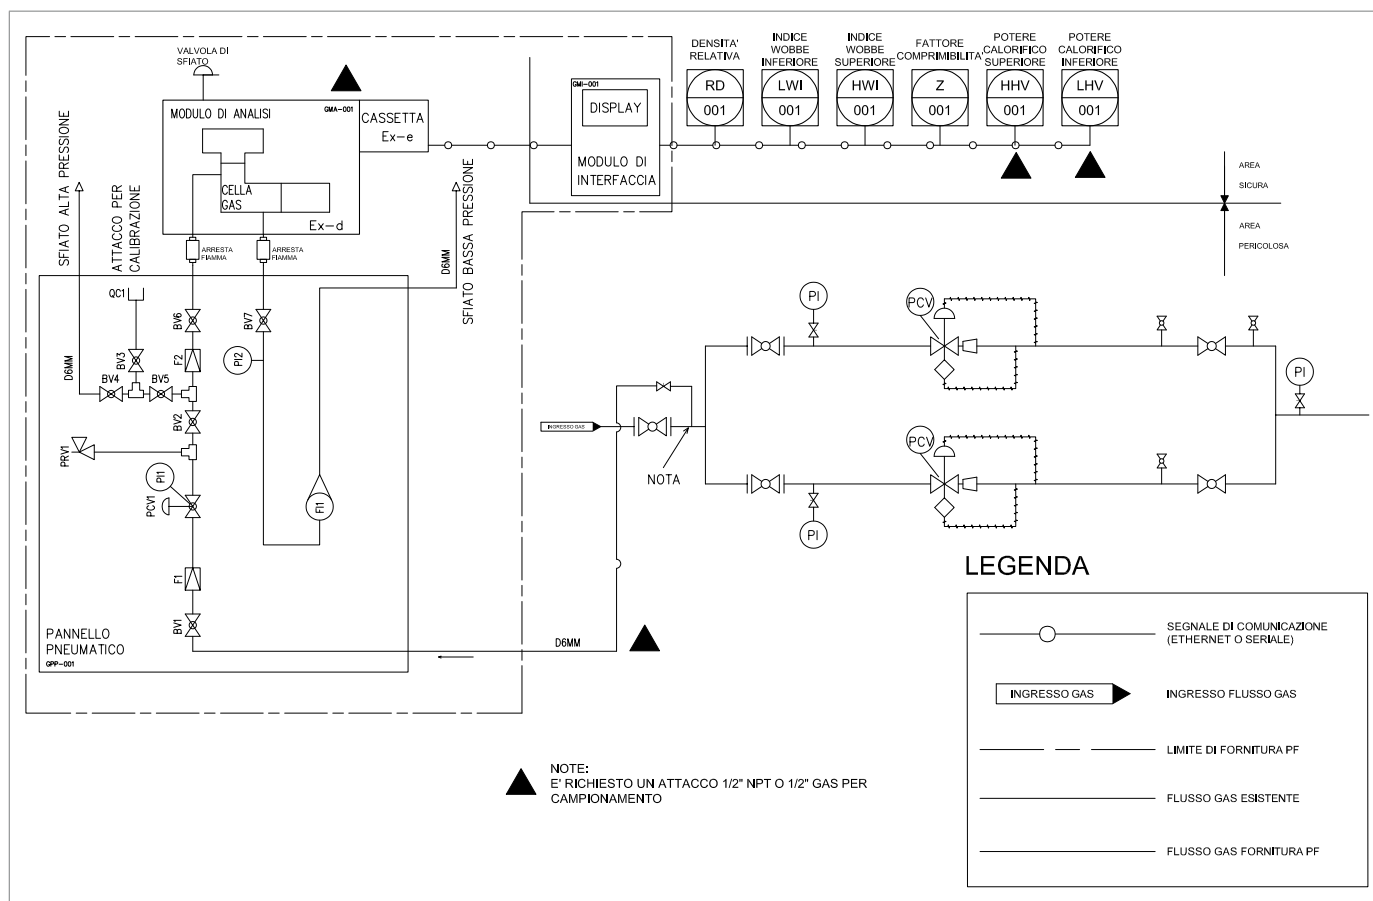 VALVOLA DI
SFIATO
DENSITA'
RELATIVA
INDICE
WOBBE
INFERIORE
INDICE
WOBBE
SUPERIORE
FATTORE
COMPRIMIBILITA'
POTERE
CALORIFICO
SUPERIORE
POTERE
CALORIFICO
INFERIORE
RD
001
LWI
001
HWI
001
Z
001
HHV
001
LHV
001
GMI-001
DISPLAY
MODULO DI
INTERFACCIA
MODULO DI ANALISI
GMA-001
CASSETTA
Ex-e
CELLA
GAS
Ex-d
ARRESTA
FIAMMA
ARRESTA
FIAMMA
SFIATO ALTA PRESSIONE
ATTACCO PER
CALIBRAZIONE
D6MM
SFIATO BASSA PRESSIONE
AREA
SICURA
AREA
PERICOLOSA
QC1
BV6
BV7
BV3
F2
PI2
D6MM
BV4
BV5
BV2
PRV1
PI1
PCV1
FI1
F1
BV1
PANNELLO
PNEUMATICO
GPP-001
D6MM
INGRESSO GAS
NOTA
PI
PCV
PI
PCV
PI
LEGENDA
SEGNALE DI COMUNICAZIONE
(ETHERNET O SERIALE)
INGRESSO GAS
INGRESSO FLUSSO GAS
LIMITE DI FORNITURA PF
FLUSSO GAS ESISTENTE
FLUSSO GAS FORNITURA PF
NOTE:
E' RICHIESTO UN ATTACCO 1/2" NPT O 1/2" GAS PER
CAMPIONAMENTO